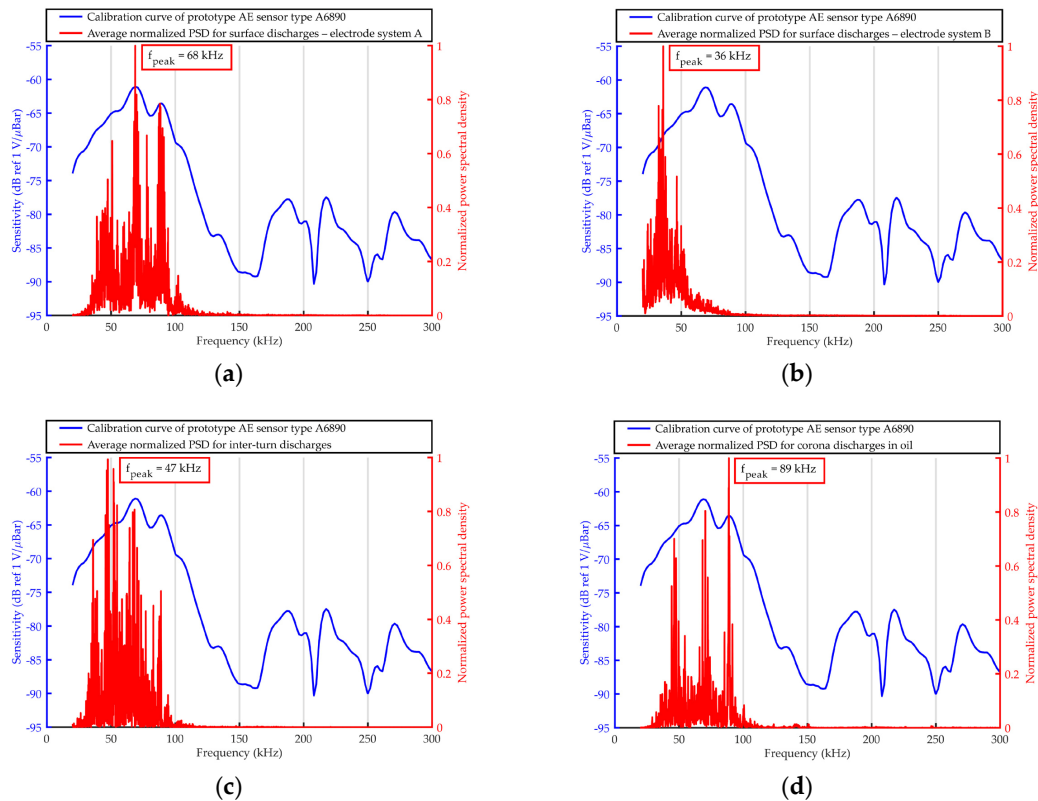 Calibration curve of prototype AE sensor type A6890
Average normalized PSD for surface discharges – electrode system A
f_peak = 68 kHz
Sensitivity (dB ref 1 V/μBar)
-55
-60
-65
-70
-75
-80
-85
-90
-95
0 50 100 150 200 250 300
Frequency (kHz)
1
0.8
0.6
0.4
0.2
0
Normalized power spectral density
(a)
Calibration curve of prototype AE sensor type A6890
Average normalized PSD for surface discharges – electrode system B
f_peak = 36 kHz
Sensitivity (dB ref 1 V/μBar)
-55
-60
-65
-70
-75
-80
-85
-90
-95
0 50 100 150 200 250 300
Frequency (kHz)
1
0.8
0.6
0.4
0.2
0
Normalized power spectral density
(b)
Calibration curve of prototype AE sensor type A6890
Average normalized PSD for inter-turn discharges
f_peak = 47 kHz
Sensitivity (dB ref 1 V/μBar)
-55
-60
-65
-70
-75
-80
-85
-90
-95
0 50 100 150 200 250 300
Frequency (kHz)
1
0.8
0.6
0.4
0.2
0
Normalized power spectral density
(c)
Calibration curve of prototype AE sensor type A6890
Average normalized PSD for corona discharges in oil
f_peak = 89 kHz
Sensitivity (dB ref 1 V/μBar)
-55
-60
-65
-70
-75
-80
-85
-90
-95
0 50 100 150 200 250 300
Frequency (kHz)
1
0.8
0.6
0.4
0.2
0
Normalized power spectral density
(d)